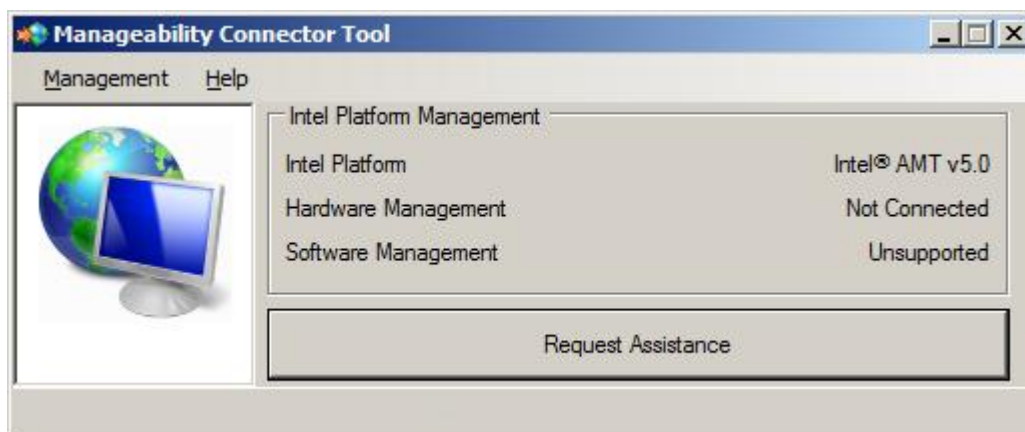 Manageability Connector Tool
Management Help
Intel Platform Management
Intel Platform Intel® AMT v5.0
Hardware Management Not Connected
Software Management Unsupported
Request Assistance